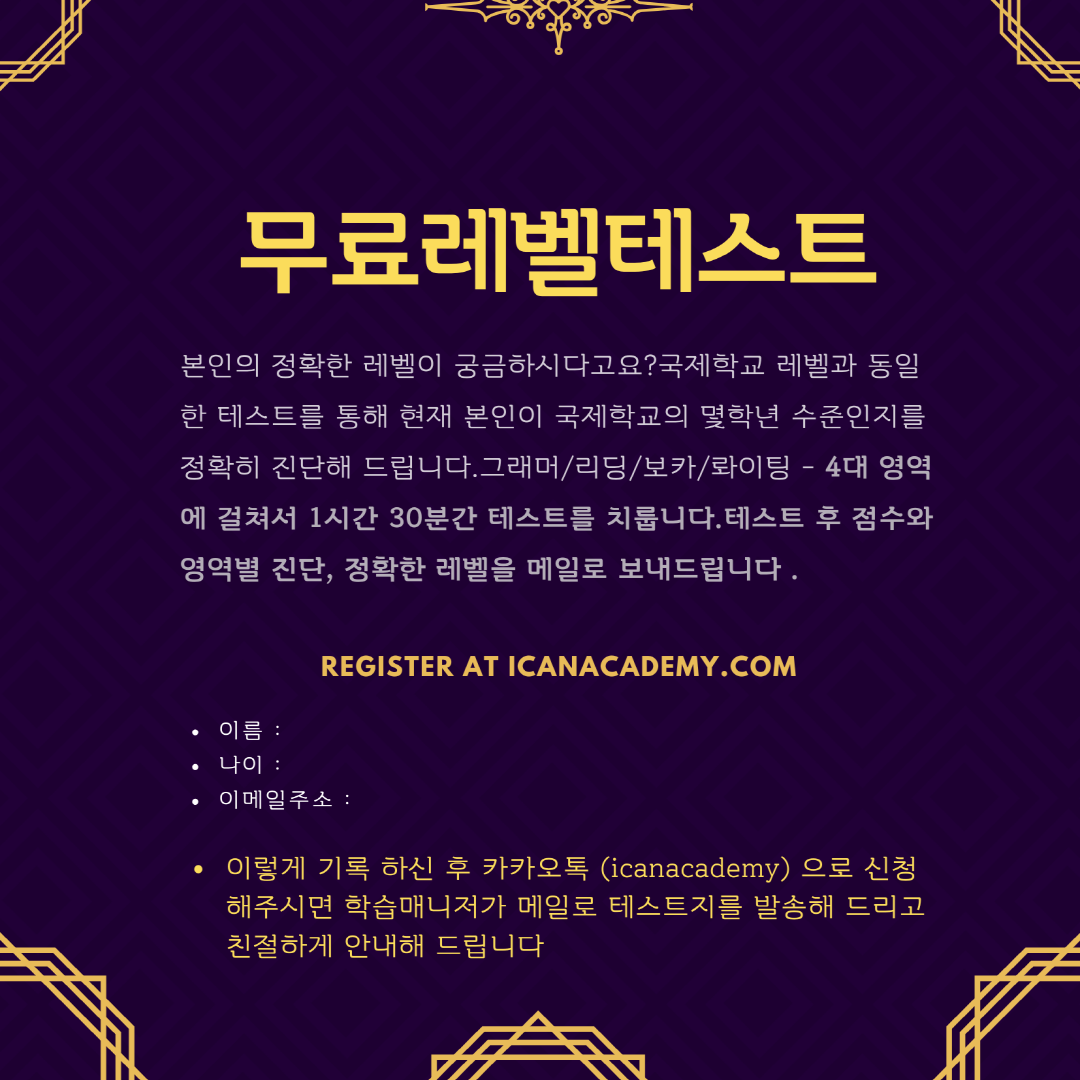 무료레벨테스트
본인의 정확한 레벨이 궁금하시다고요?국제학교 레벨과 동일
한 테스트를 통해 현재 본인이 국제학교의 몇학년 수준인지를
정확히 진단해 드립니다.그래머/리딩/보카/롸이팅 - 4대 영역
에 걸쳐서 1시간 30분간 테스트를 치룹니다.테스트 후 점수와
영역별 진단, 정확한 레벨을 메일로 보내드립니다 .
REGISTER AT ICANACADEMY.COM
• 이름 :
• 나이 :
• 이메일주소 :
• 이렇게 기록 하신 후 카카오톡 (icanacademy) 으로 신청
해주시면 학습매니저가 메일로 테스트지를 발송해 드리고
친절하게 안내해 드립니다